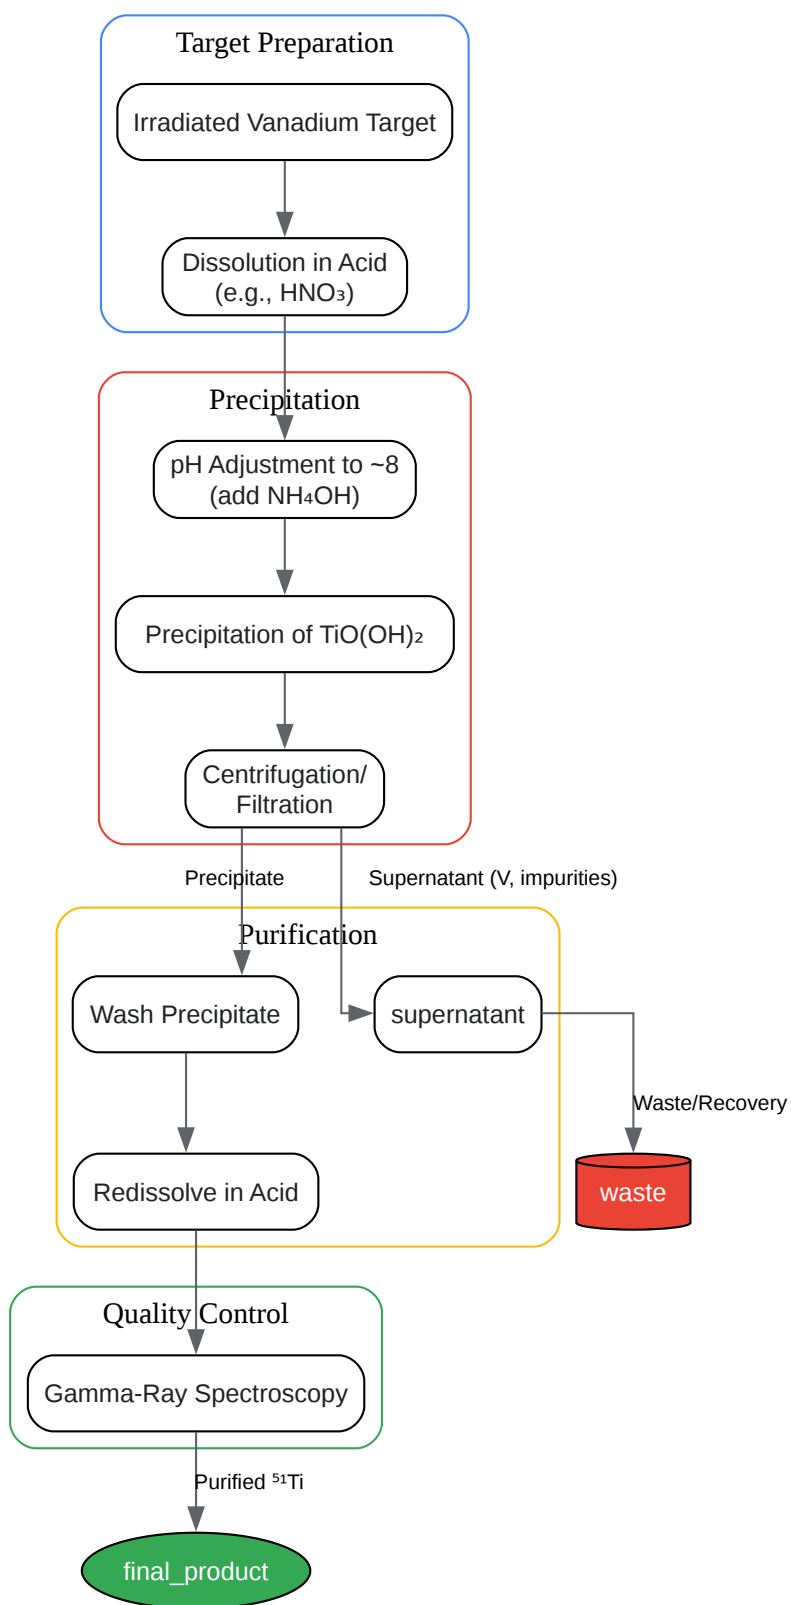 Target Preparation
Irradiated Vanadium Target
Dissolution in Acid
(e.g., HNO₃)
Precipitation
pH Adjustment to ~8
(add NH₄OH)
Precipitation of TiO(OH)₂
Centrifugation/
Filtration
Precipitate
Supernatant (V, impurities)
Purification
Wash Precipitate
supernatant
Waste/Recovery
Redissolve in Acid
waste
Quality Control
Gamma-Ray Spectroscopy
Purified ⁵¹Ti
final_product